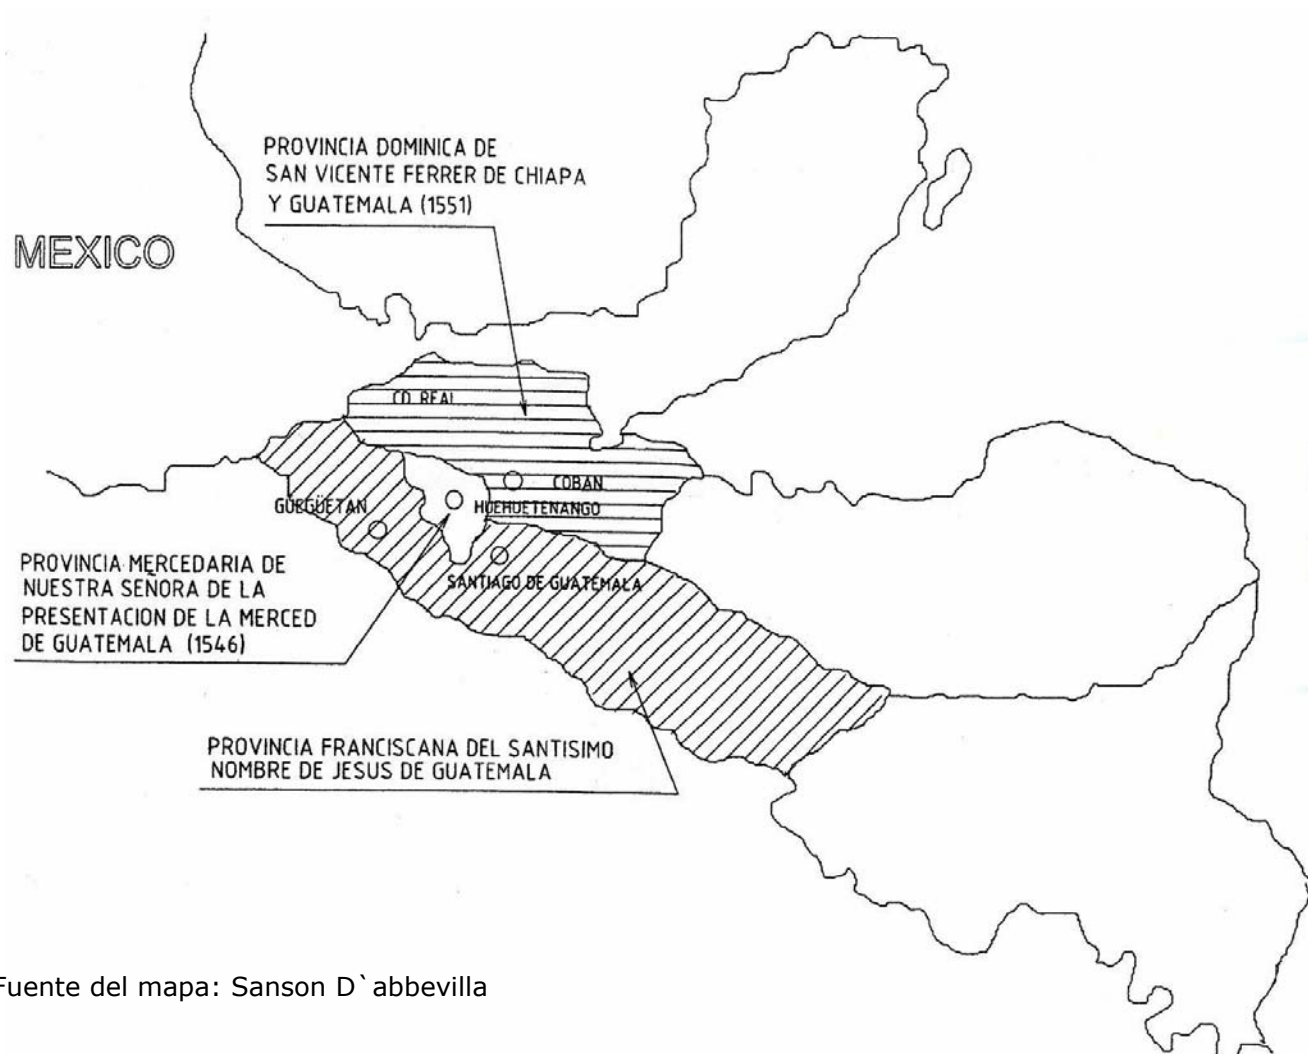 PROVINCIA DOMINICA DE
SAN VICENTE FERRER DE CHIAPA
Y GUATEMALA (1551)
MEXICO
CD. REAL
COBAN
GÜEGÜETAN
HUEHUETENANGO
PROVINCIA MERCEDARIA DE
NUESTRA SEÑORA DE LA
PRESENTACION DE LA MERCED
DE GUATEMALA (1546)
SANTIAGO DE GUATEMALA
PROVINCIA FRANCISCANA DEL SANTISIMO
NOMBRE DE JESUS DE GUATEMALA
Fuente del mapa: Sanson D`abbevilla